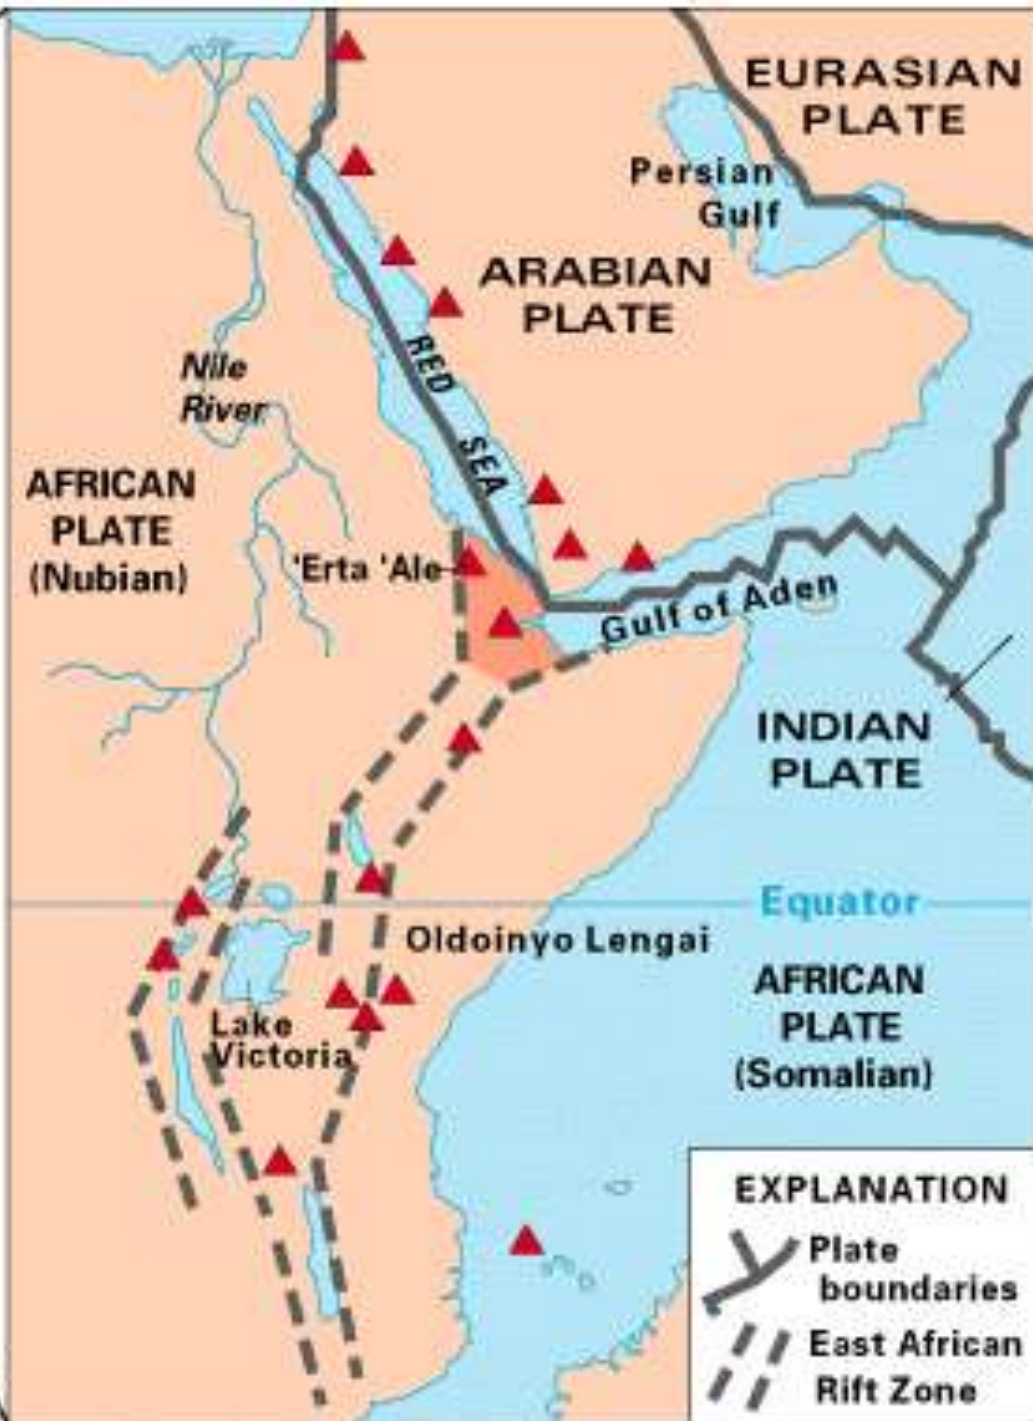 EURASIAN
PLATE
Persian
Gulf
ARABIAN
PLATE
RED
SEA
Nile
River
AFRICAN
PLATE
(Nubian)
'Erta 'Ale
Gulf of Aden
INDIAN
PLATE
Equator
Oldoinyo Lengai
AFRICAN
PLATE
(Somalian)
Lake
Victoria
EXPLANATION
Plate
boundaries
East African
Rift Zone